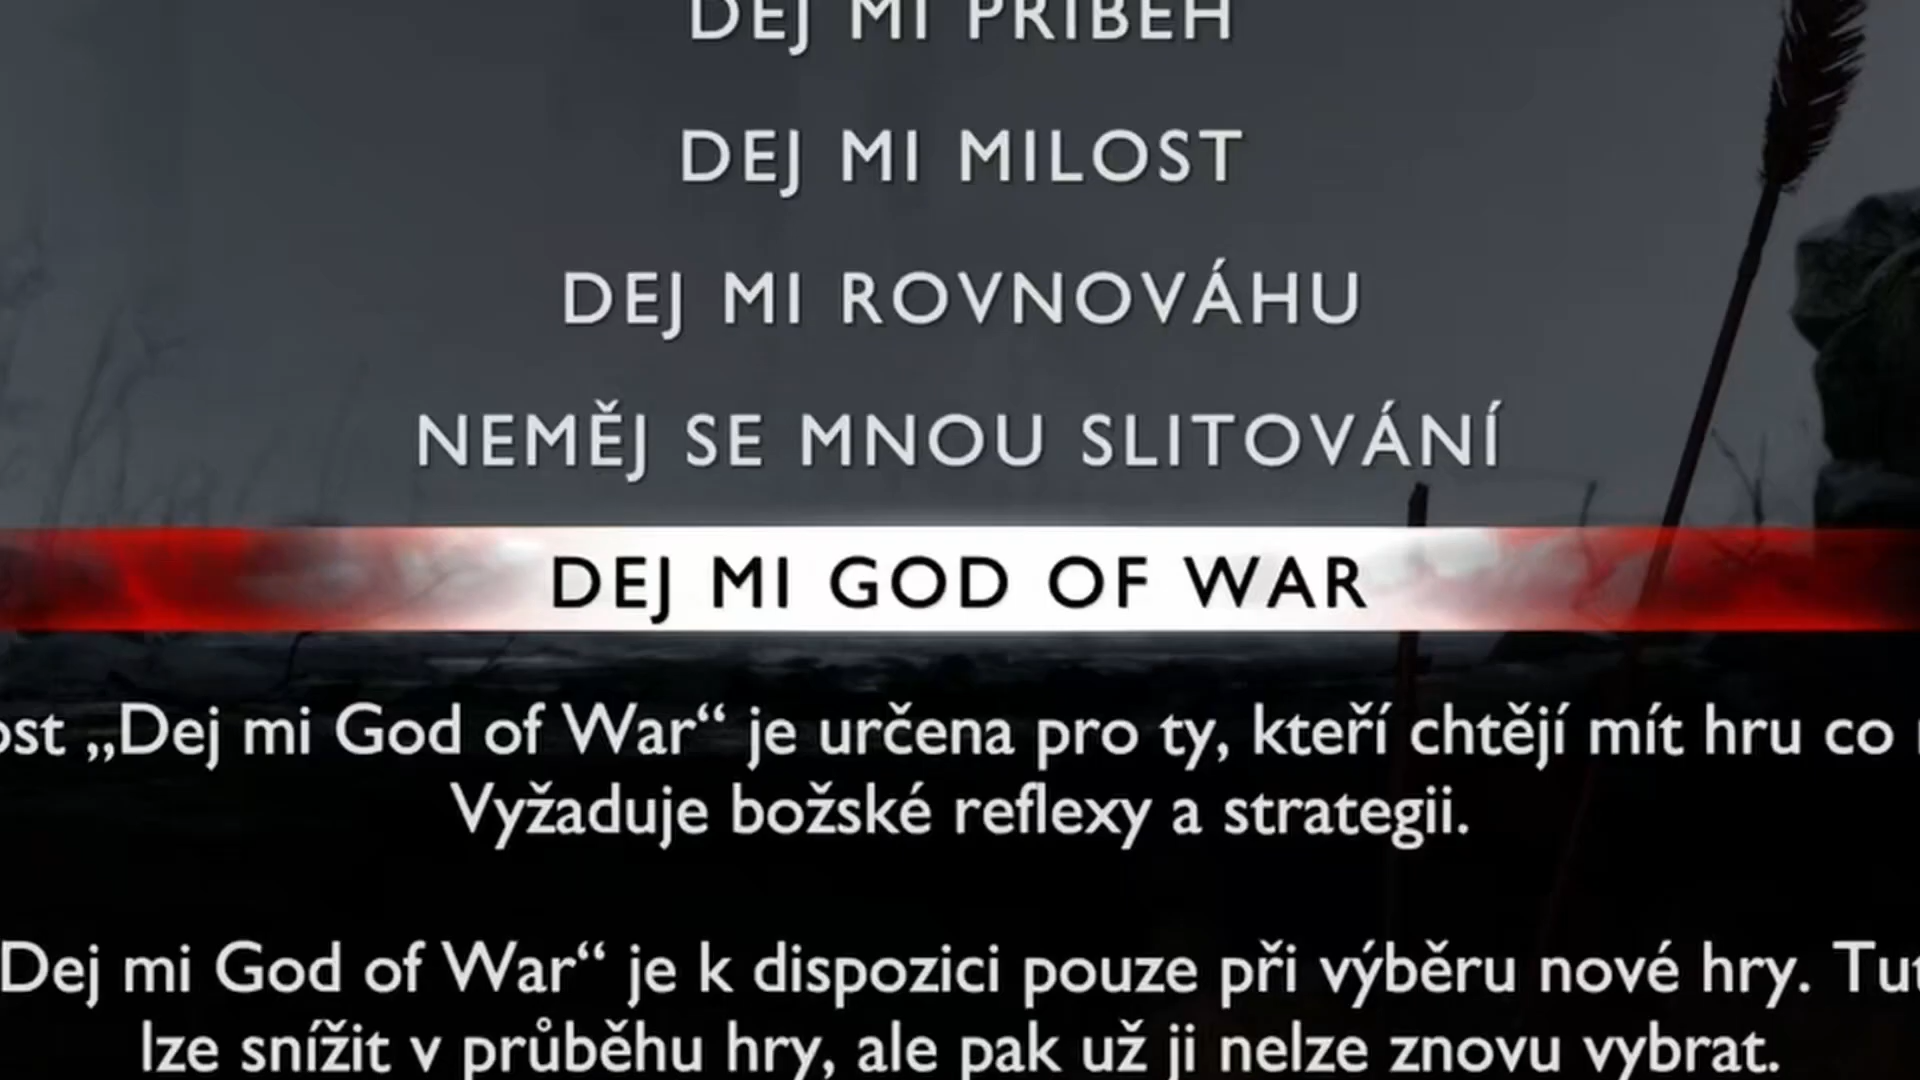 DEJ MI PŘÍBĚH
DEJ MI MILOST
DEJ MI ROVNOVÁHU
NEMĚJ SE MNOU SLITOVÁNÍ
DEJ MI GOD OF WAR
„Dej mi God of War“ je určena pro ty, kteří chtějí mít hru co
Vyžaduje božské reflexy a strategii.
Dej mi God of War“ je k dispozici pouze při výběru nové hry.
lze snížit v průběhu hry, ale pak už ji nelze znovu vybrat.